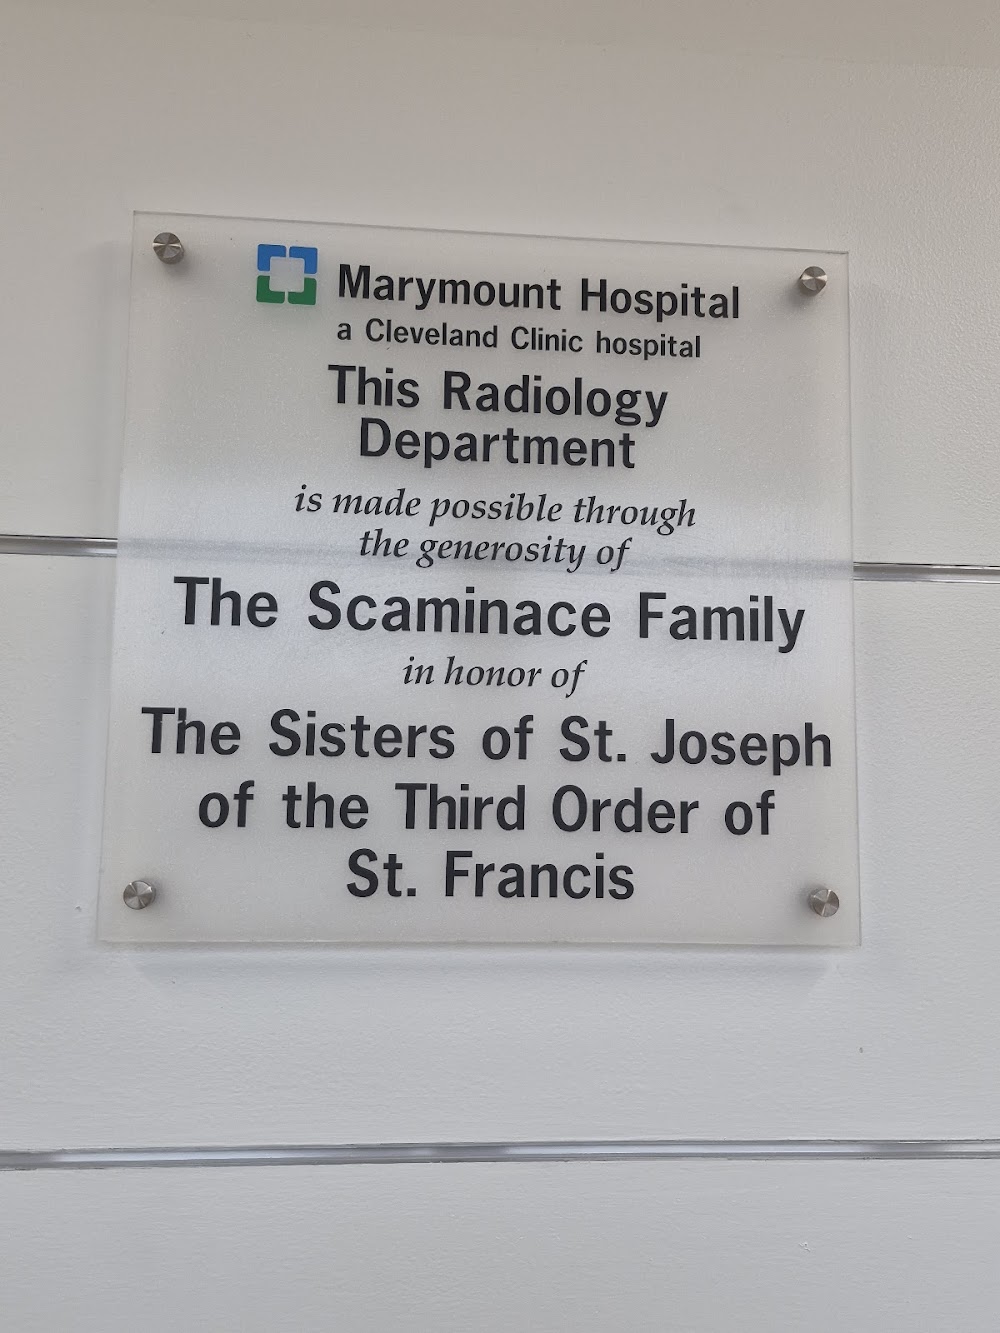 Marymount Hospital
a Cleveland Clinic hospital
This Radiology
Department
is made possible through
the generosity of
The Scaminace Family
in honor of
The Sisters of St. Joseph
of the Third Order of
St. Francis